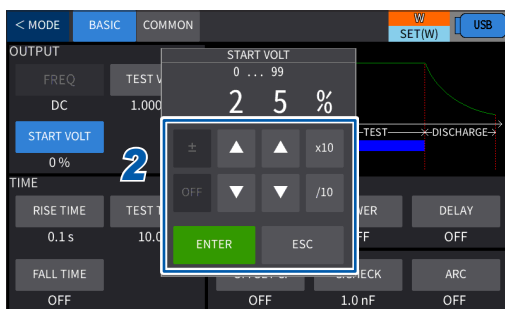 < MODE BASIC COMMON W SET(W) USB
OUTPUT
START VOLT
0 ... 99
2 5 %
FREQ TEST V
DC 1.000
START VOLT
0 %
2
± ▲ ▲ x10
OFF ▼ ▼ /10
ENTER ESC
TEST DISCHARGE
TIME
RISE TIME TEST T DELAY
0.1 s 10.0 OFF
FALL TIME ARC
OFF OFF 1.0 nF OFF